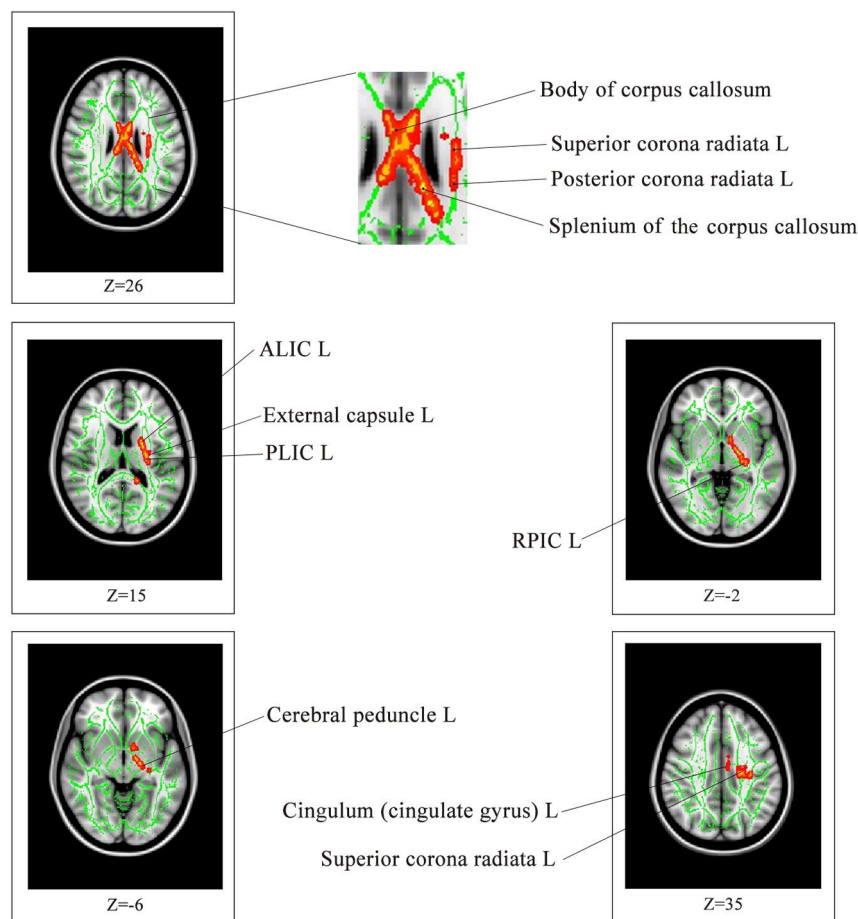 Body of corpus callosum
Superior corona radiata L
Posterior corona radiata L
Splenium of the corpus callosum
Z=26
ALIC L
External capsule L
PLIC L
Z=15
RPIC L
Z=-2
Cerebral peduncle L
Z=-6
Cingulum (cingulate gyrus) L
Superior corona radiata L
Z=35